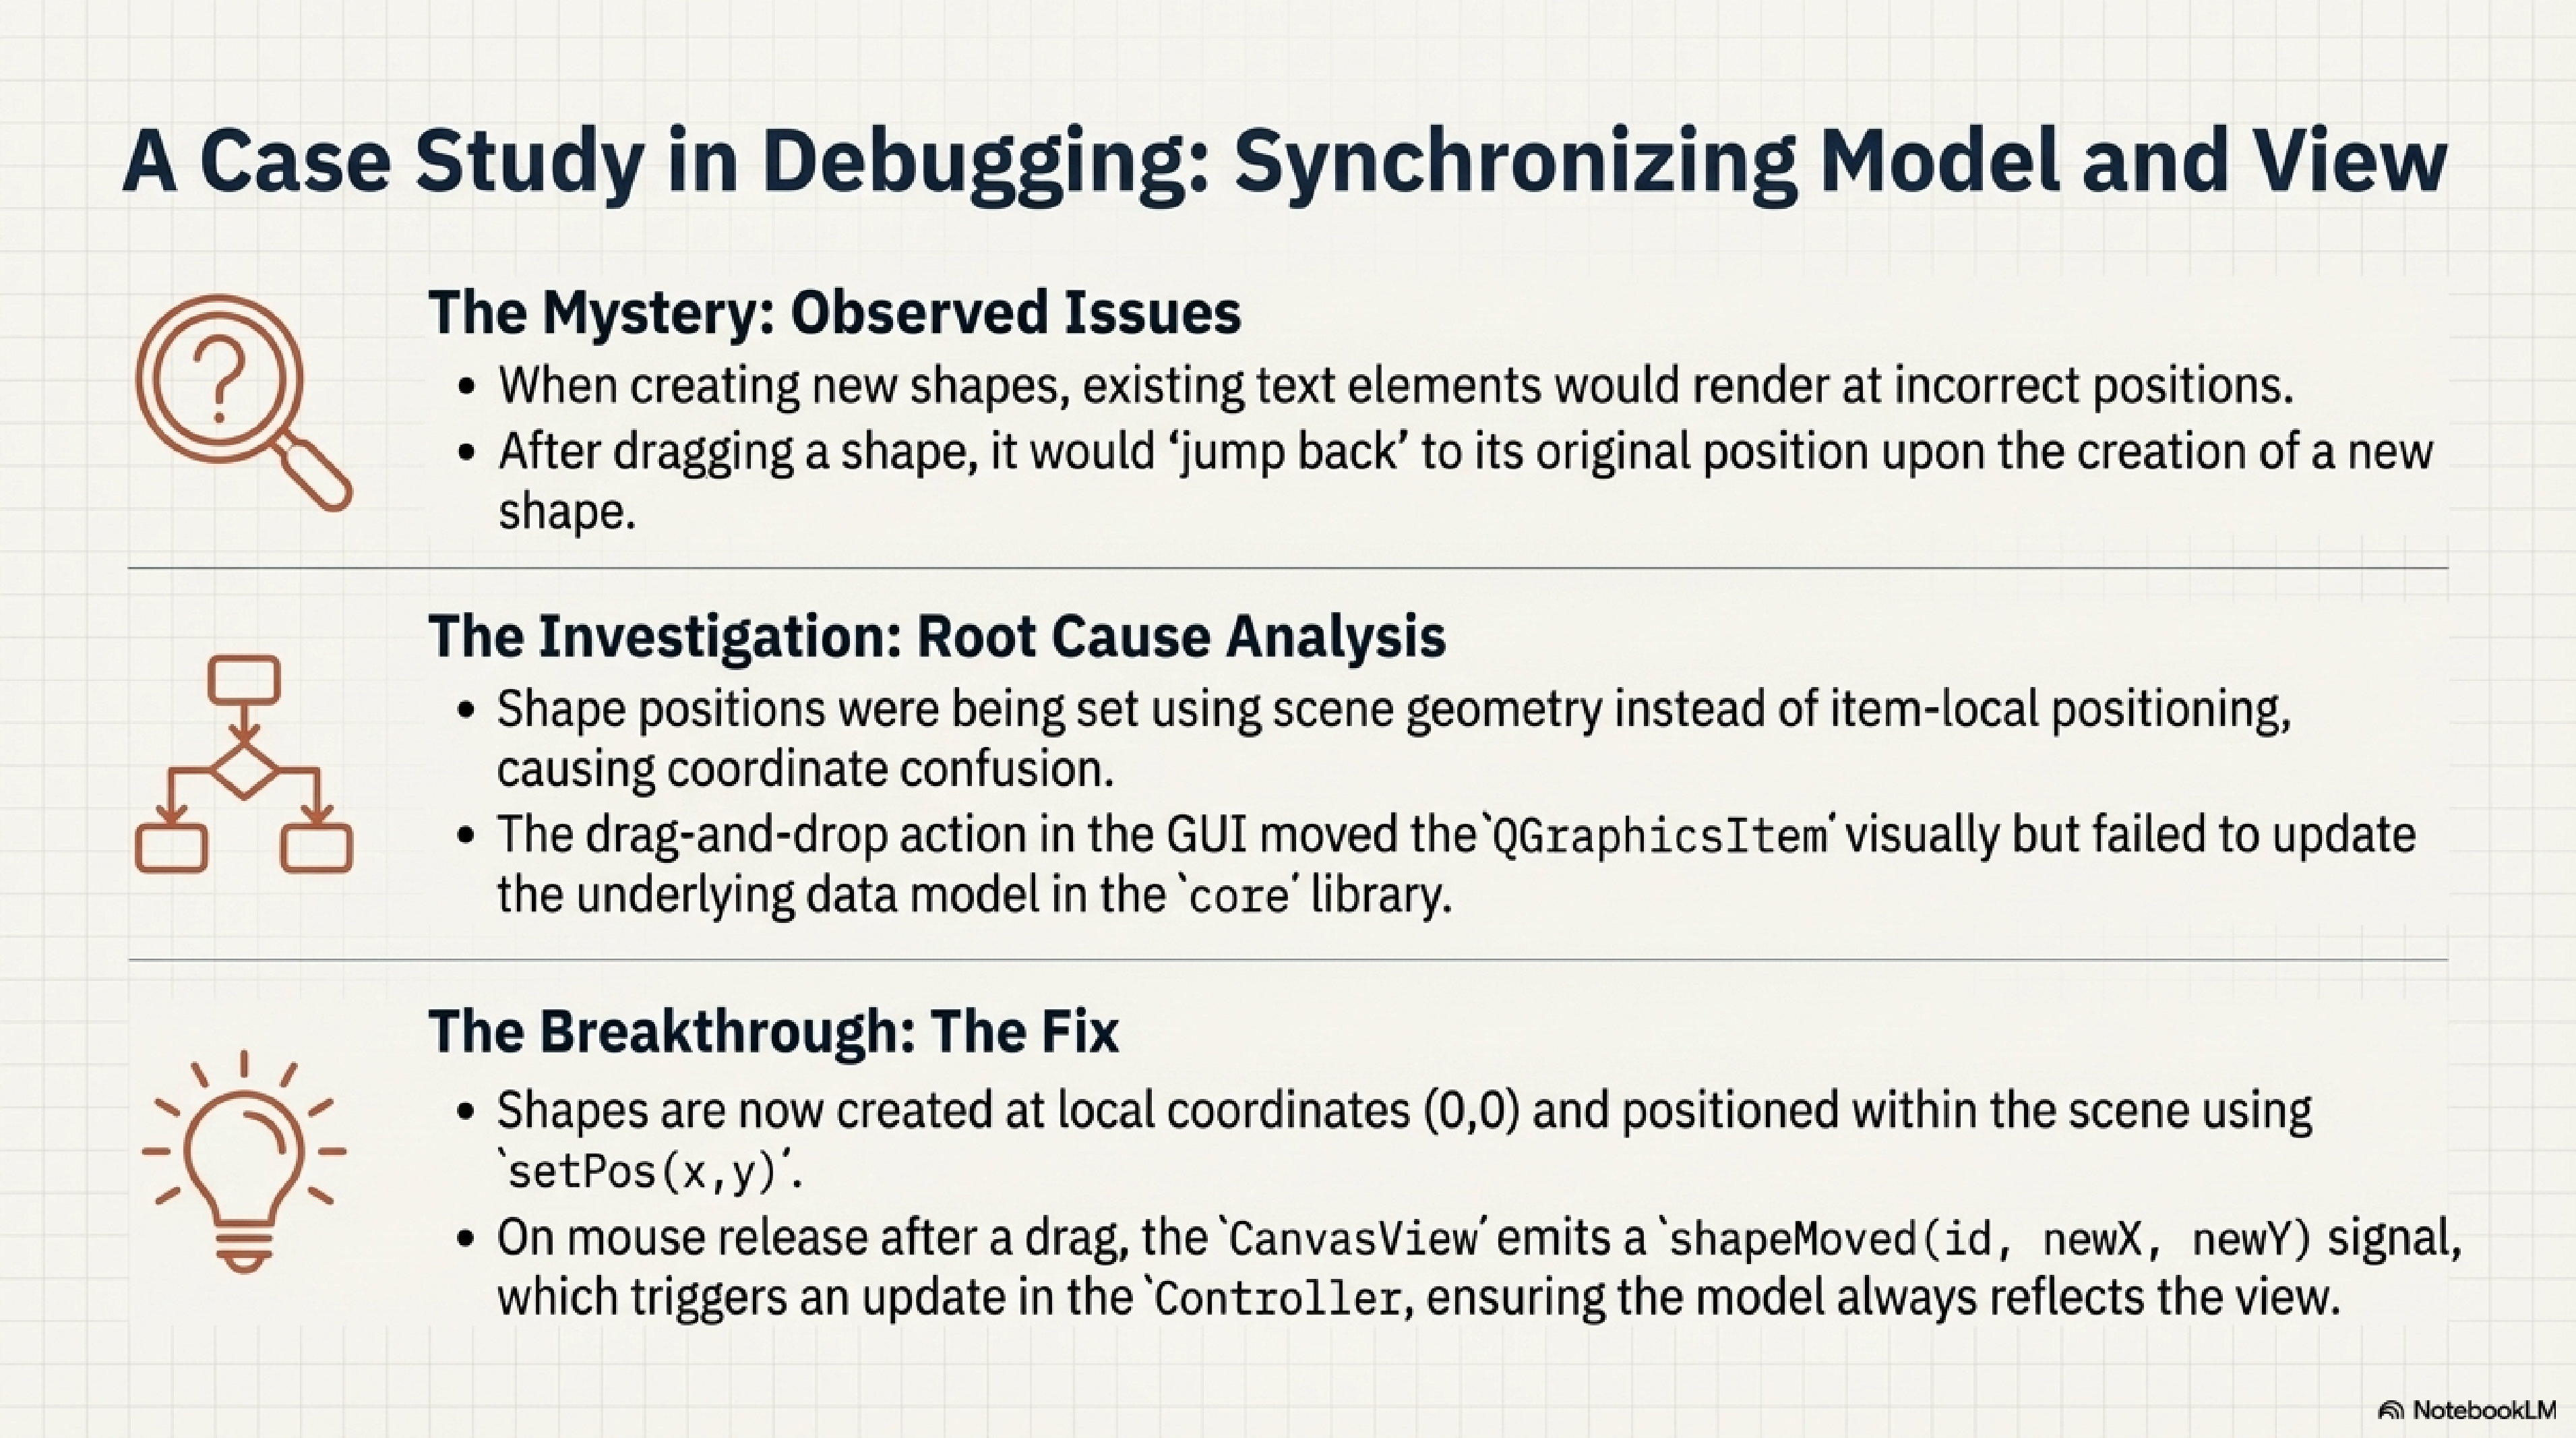 A Case Study in Debugging: Synchronizing Model and View
?
The Mystery: Observed Issues
• When creating new shapes, existing text elements would render at incorrect positions.
• After dragging a shape, it would ‘jump back’ to its original position upon the creation of a new
shape.
The Investigation: Root Cause Analysis
• Shape positions were being set using scene geometry instead of item-local positioning,
causing coordinate confusion.
• The drag-and-drop action in the GUI moved the `QGraphicsItem´ visually but failed to update
the underlying data model in the `core´ library.
The Breakthrough: The Fix
• Shapes are now created at local coordinates (0,0) and positioned within the scene using
`setPos(x,y)´.
• On mouse release after a drag, the `CanvasView´ emits a `shapeMoved(id, newX, newY) signal,
which triggers an update in the `Controller, ensuring the model always reflects the view.
NotebookLM